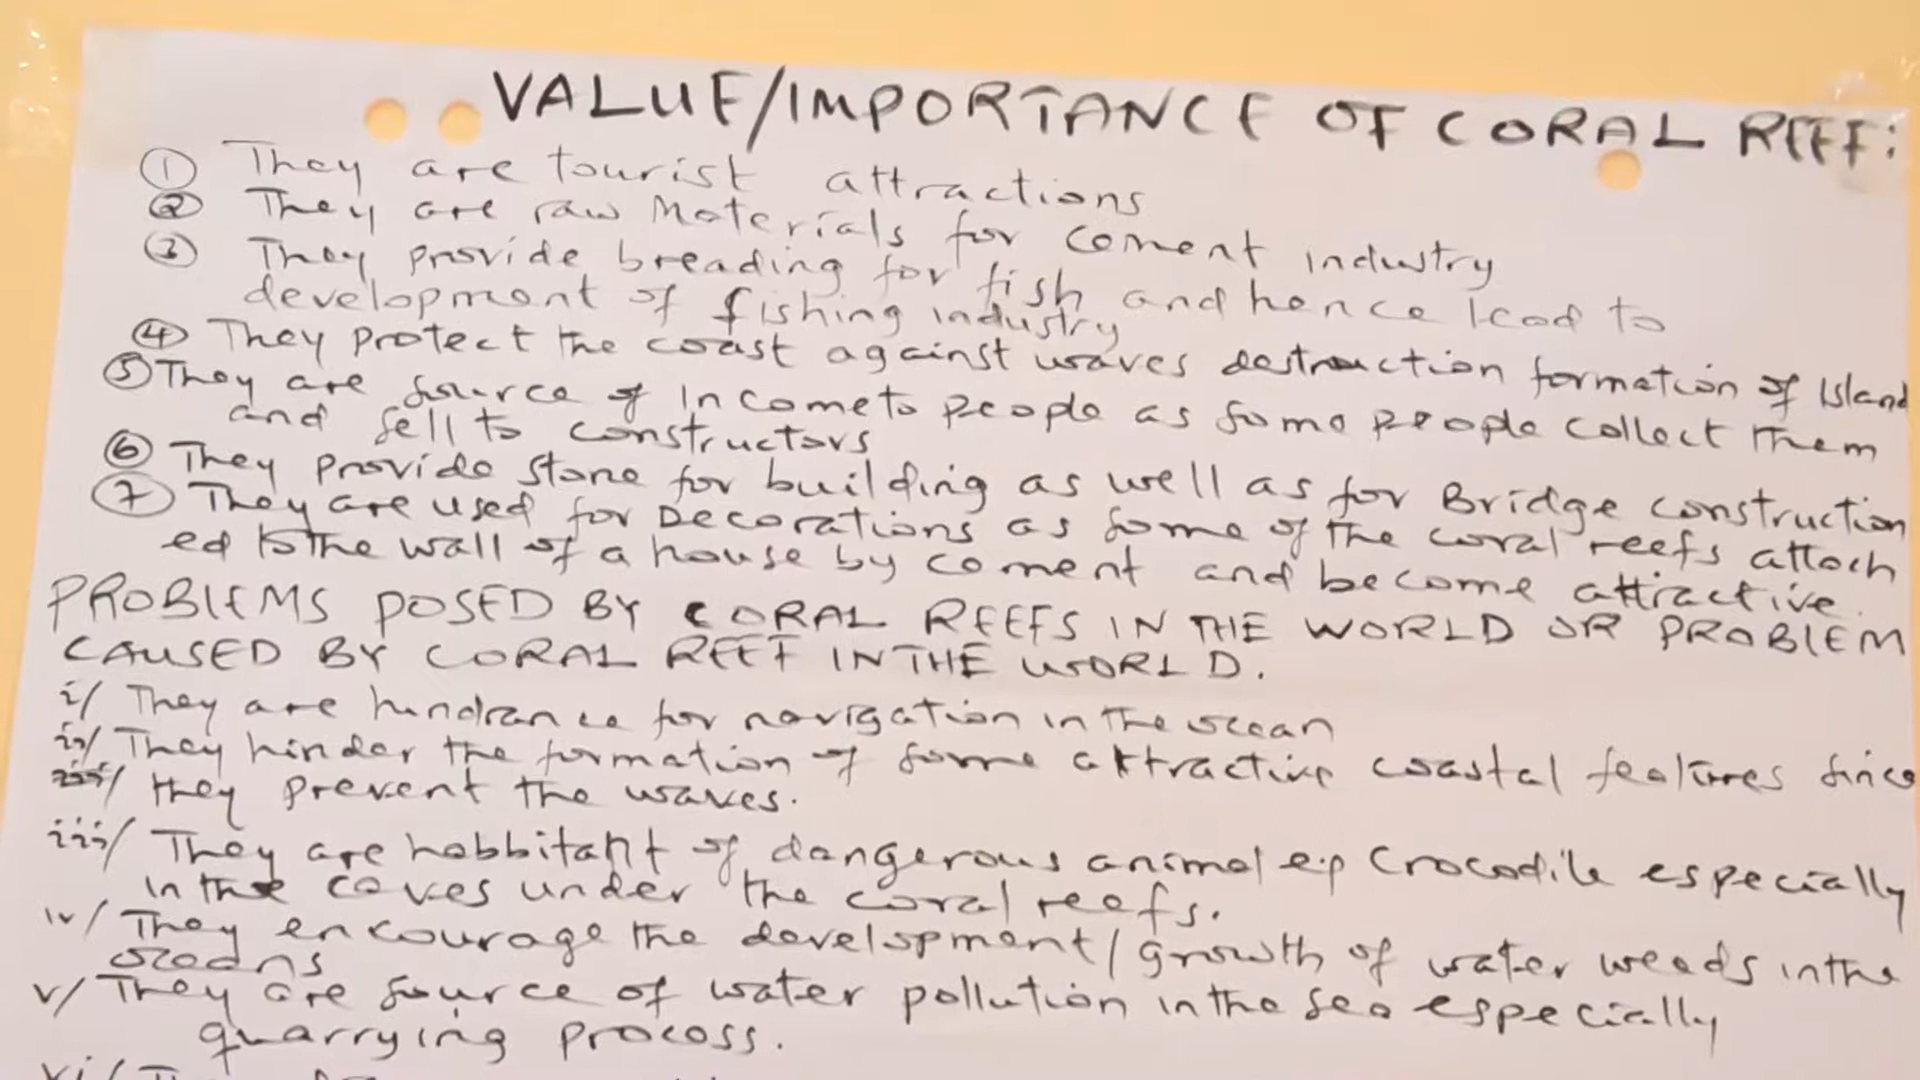 VALUE/IMPORTANCE OF CORAL REEF:
① They are tourist attractions
② They are raw Materials for cement industry
③ They provide breading for fish and hence lead to
development of fishing industry
④ They protect the coast against waves destruction formation of Island
⑤ They are source of Income to people as some people collect them
and sell to constructors
⑥ They provide stone for building as well as for Bridge construction
⑦ They are used for Decorations as some of the coral reefs attach
ed to the wall of a house by cement and become attractive.
PROBLEMS POSED BY CORAL REEFS IN THE WORLD OR PROBLEM
CAUSED BY CORAL REEF IN THE WORLD.
i/ They are hindrance for navigation in the ocean
ii/ They hinder the formation of some attractive coastal features since
they prevent the waves.
iii/ They are habbitant of dangerous animal eg Crocodile especially
in the caves under the coral reefs.
iv/ They encourage the development/growth of water weeds in the
oceans
v/ They are source of water pollution in the sea especially
quarrying process.
vi/